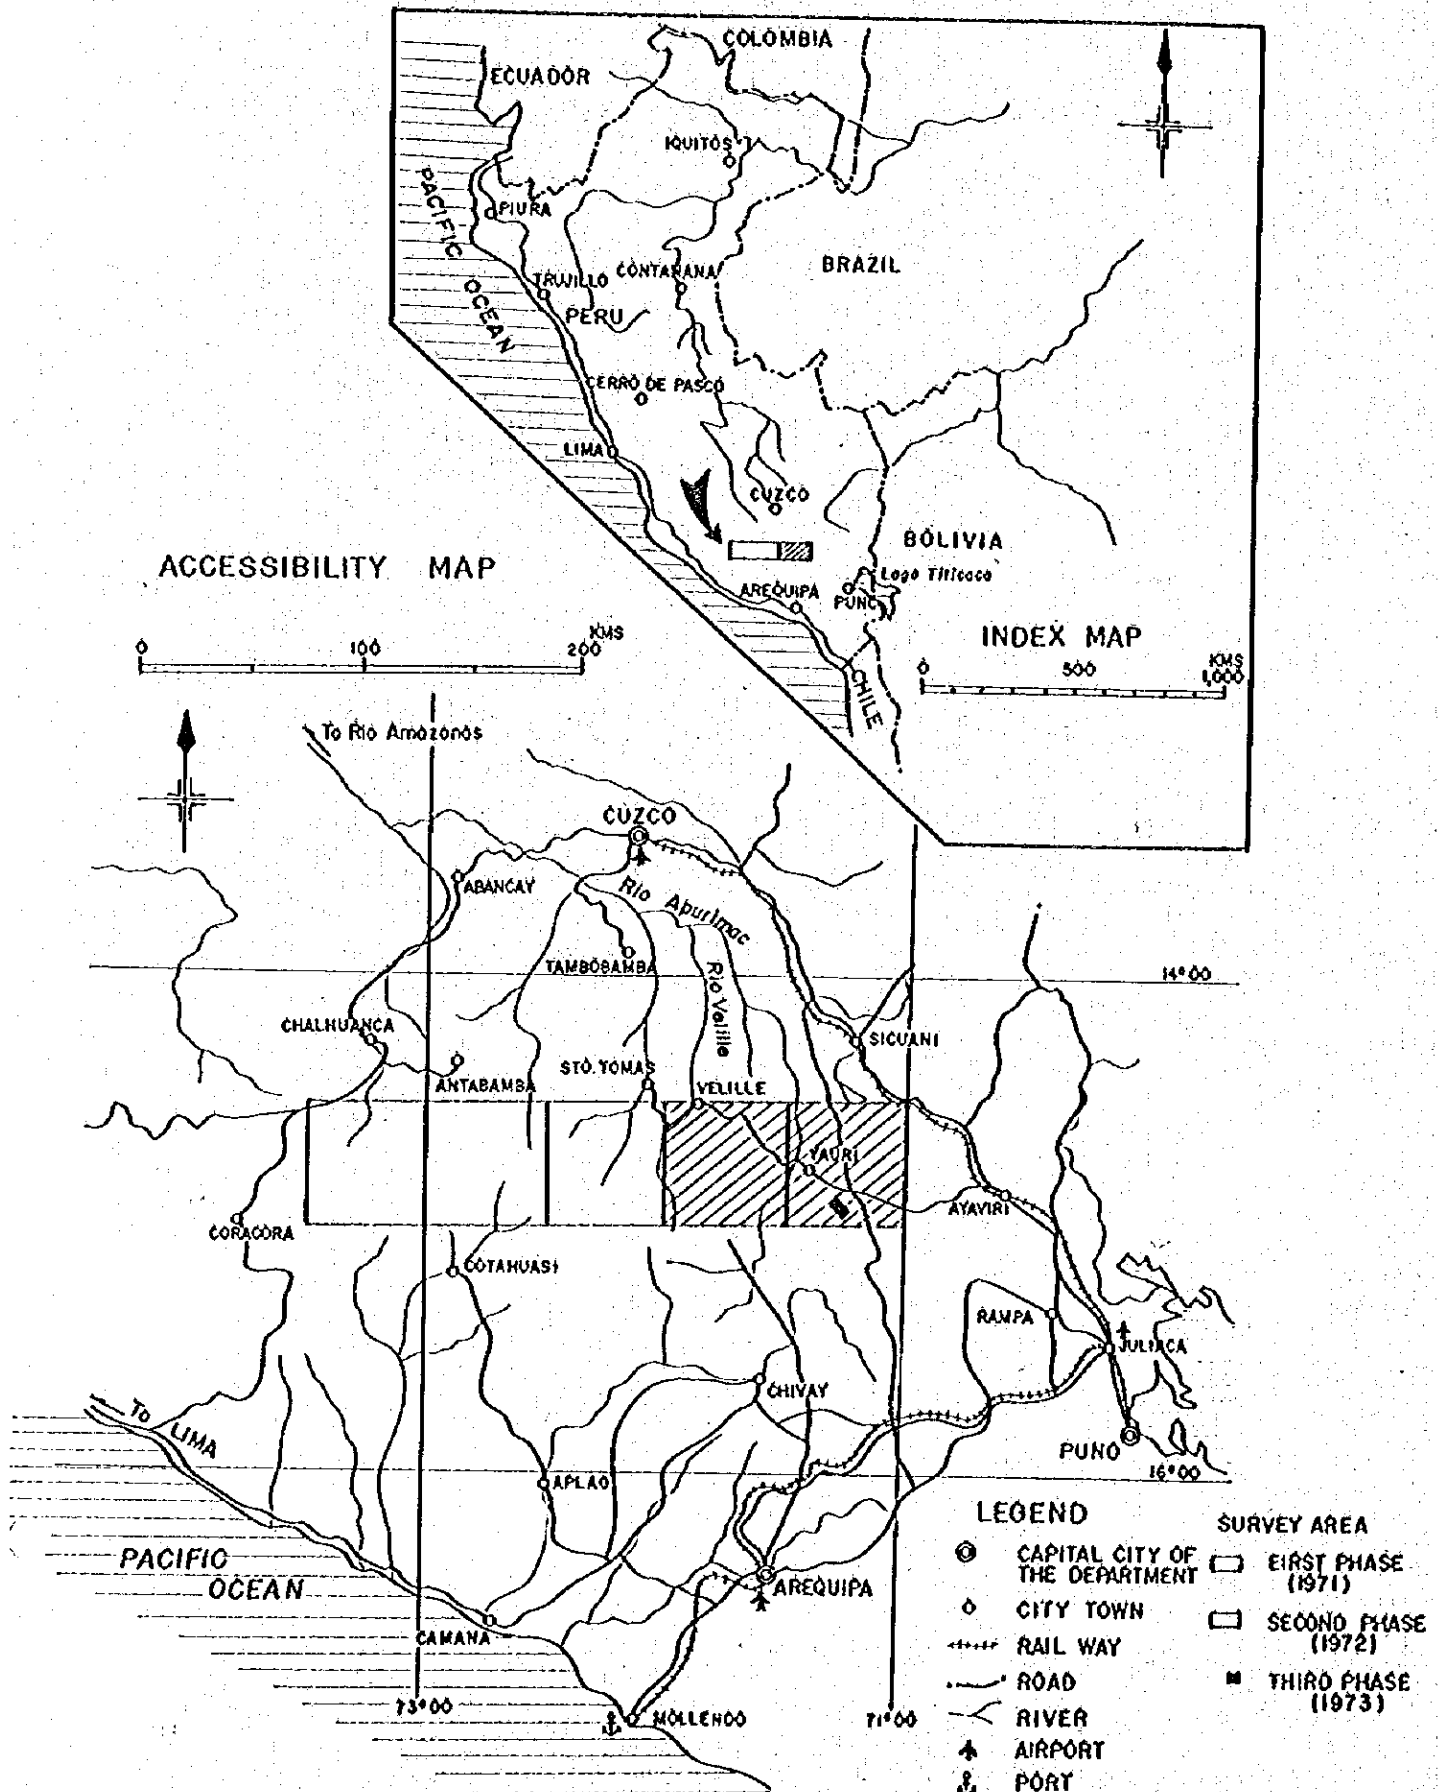 COLOMBIA
ECUADOR
IQUITOS
PIURA
PACIFIC OCEAN
BRAZIL
TRUJILLO
CONTAMANA
PERU
CERRO DE PASCO
LIMA
CUZCO
BOLIVIA
Lago Titicaca
AREQUIPA
PUNO
CHILE
INDEX MAP
0 500 KMS 1,000
ACCESSIBILITY MAP
0 100 200 KMS
To Rio Amazonas
CUZCO
ABANCAY
Rio Apurimac
TAMBOBAMBA
14°00
Rio Velille
CHALHUANCA
SICUANI
ANTABAMBA
STO. TOMAS
VELILLE
YAURI
AYAVIRI
CORACORA
COTAHUASI
RAMPA
JULIACA
CHIVAY
To LIMA
PUNO
APLAO
16°00
PACIFIC
OCEAN
AREQUIPA
CAMANA
73°00
MOLLENDO
71°00
LEGEND
CAPITAL CITY OF
THE DEPARTMENT
CITY TOWN
RAIL WAY
ROAD
RIVER
AIRPORT
PORT
SURVEY AREA
EIRST PHASE
(1971)
SECOND PHASE
(1972)
THIRD PHASE
(1973)